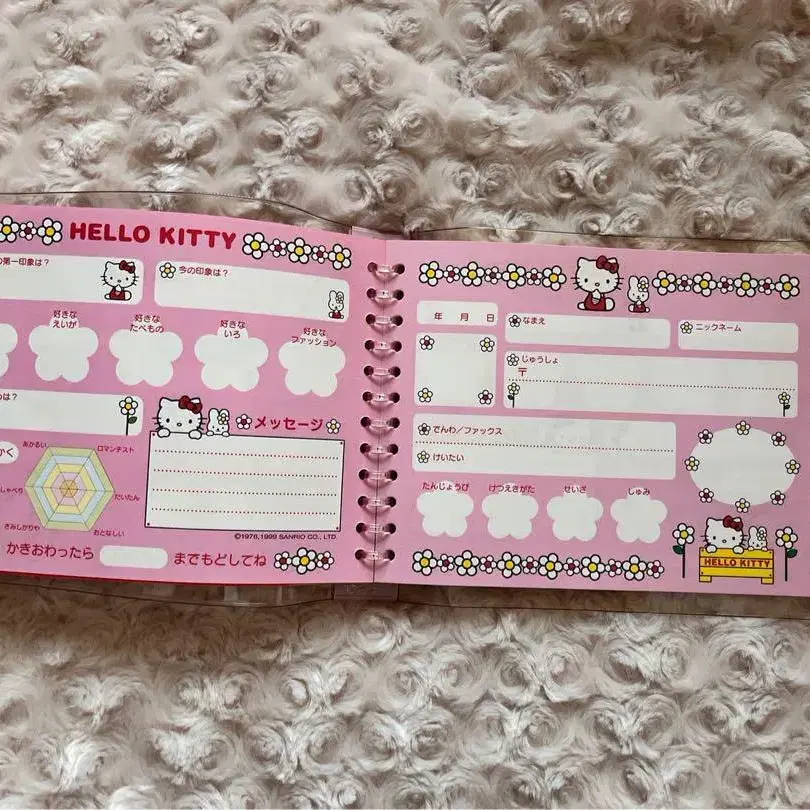 HELLO KITTY
第一印象は？
今の印象は？
好きな
えいが
好きな
たべもの
好きな
いろ
好きな
ファッション
は？
メッセージ
かく
あかるい
ロマンチスト
しゃべり
だいたん
さみしがりや
おとなしい
©1976,1999 SANRIO CO., LTD.
かきおわったら
までもどしてね
年 月 日
なまえ
ニックネーム
じゅうしょ
〒
でんわ／ファックス
けいたい
たんじょうび
けつえきがた
せいざ
しゅみ
HELLO KITTY